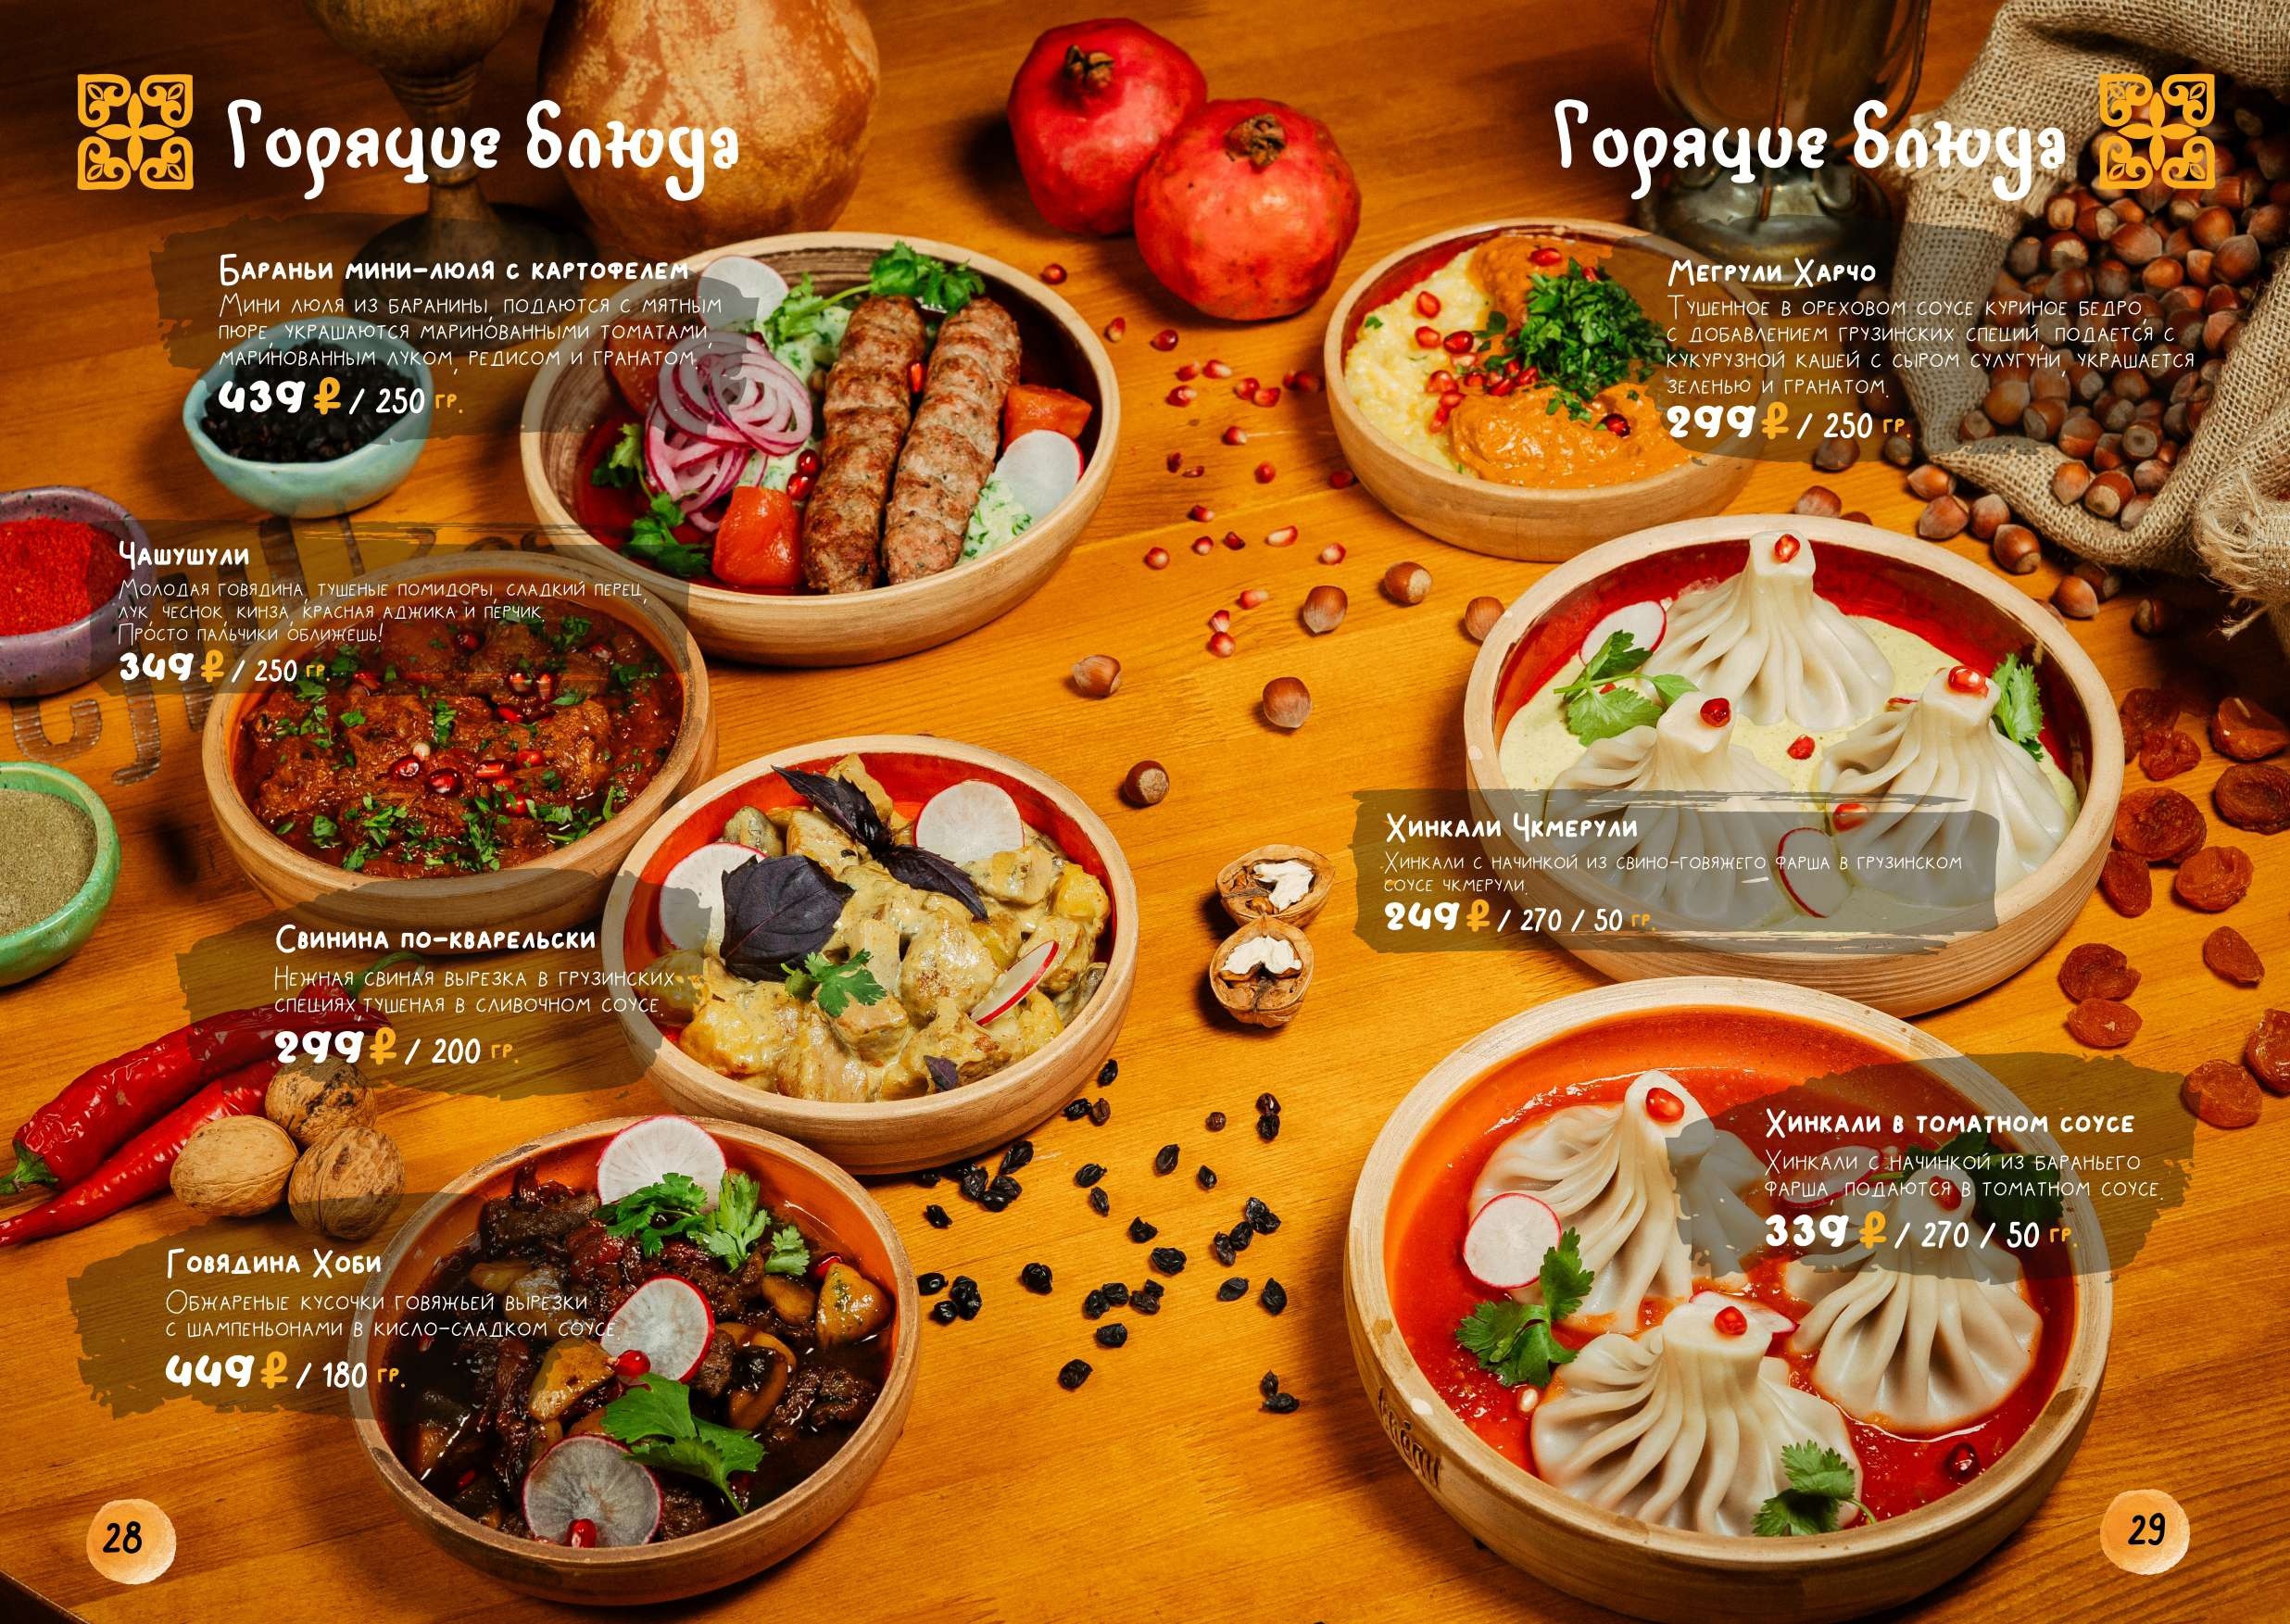 Горячие блюда
Бараньи мини-люля с картофелем
Мини люля из баранины, подаются с мятным
пюре, украшаются маринованными томатами,
маринованным луком, редисом и гранатом.
439 ₽ / 250 гр.
Чашушули
Молодая говядина, тушеные помидоры, сладкий перец,
лук, чеснок, кинза, красная аджика и перчик.
Просто пальчики оближешь!
349 ₽ / 250 гр.
Свинина по-кварельски
Нежная свиная вырезка в грузинских
специях,тушеная в сливочном соусе.
299 ₽ / 200 гр.
Говядина Хоби
Обжареные кусочки говяжьей вырезки
с шампеньонами в кисло-сладком соусе.
449 ₽ / 180 гр.
28
Горячие блюда
Мегрули Харчо
Тушенное в ореховом соусе куриное бедро,
с добавлением грузинских специй, подается с
кукурузной кашей с сыром сулугуни, украшается
зеленью и гранатом.
299 ₽ / 250 гр.
Хинкали Чкмерули
.Хинкали с начинкой из свино-говяжего фарша в грузинском
соусе чкмерули.
249 ₽ / 270 / 50 гр.
Хинкали в томатном соусе
Хинкали с начинкой из бараньего
фарша, подаются в томатном соусе.
339 ₽ / 270 / 50 гр.
29